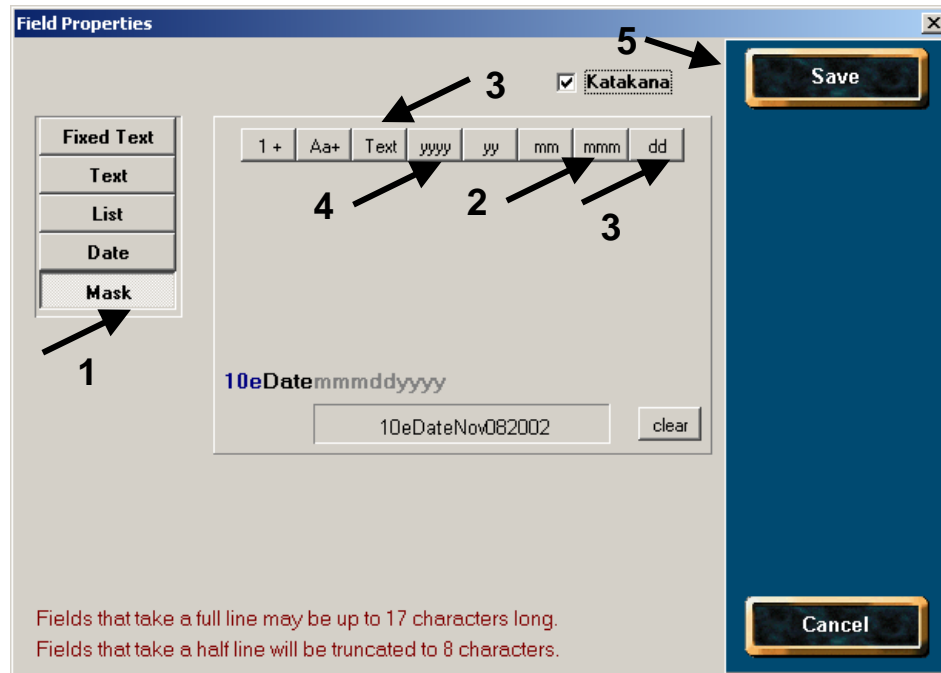 Field Properties
5
Katakana
Save
3
Fixed Text
Text
List
Date
Mask
1 + Aa+ Text yyyy yy mm mmm dd
4
2
3
1
10eDatemmmddyyyy
10eDateNov082002
clear
Fields that take a full line may be up to 17 characters long.
Fields that take a half line will be truncated to 8 characters.
Cancel